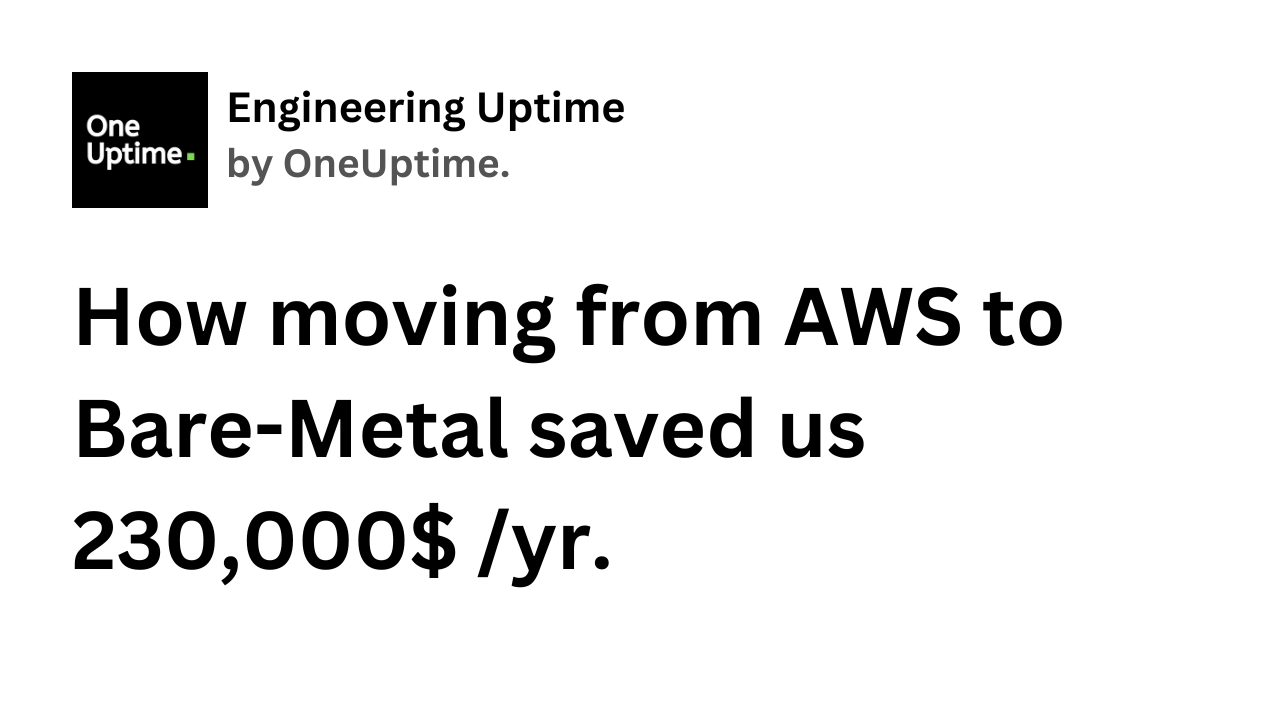 One
Uptime.
Engineering Uptime
by OneUptime.
How moving from AWS to
Bare-Metal saved us
230,000$ /yr.